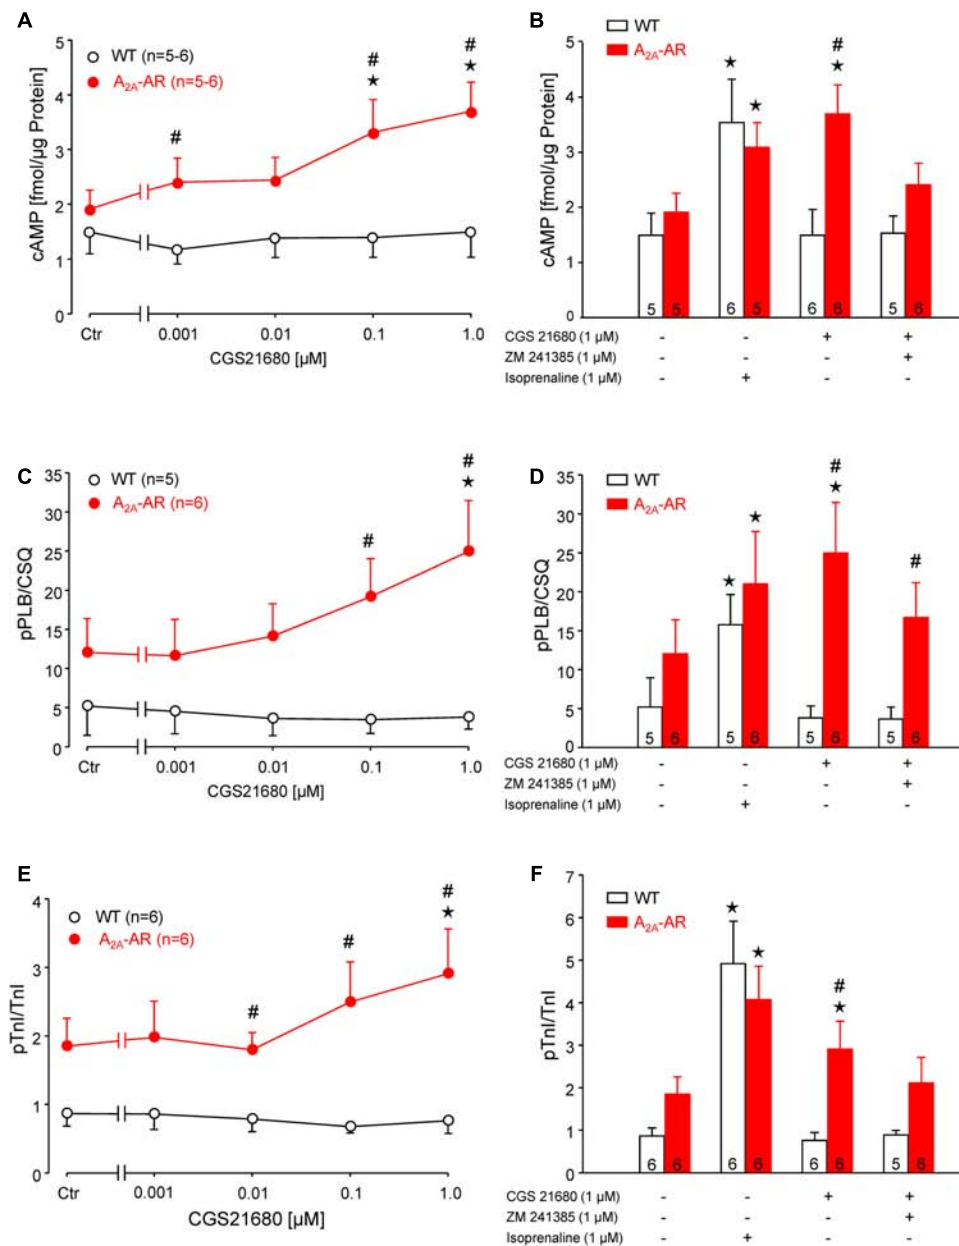 A
WT (n=5-6)
A2A-AR (n=5-6)
cAMP [fmol/µg Protein]
5
4
3
2
1
0
# # ★ # ★
Ctr 0.001 0.01 0.1 1.0
CGS21680 [µM]
B
WT
A2A-AR
cAMP [fmol/µg Protein]
5
4
3
2
1
0
★ ★ # ★
5 5 6 5 6 6 5 6
CGS 21680 (1 µM) - - + +
ZM 241385 (1 µM) - - - +
Isoprenaline (1 µM) - + - -
C
WT (n=5)
A2A-AR (n=6)
pPLB/CSQ
35
30
25
20
15
10
5
0
# # ★
Ctr 0.001 0.01 0.1 1.0
CGS21680 [µM]
D
WT
A2A-AR
pPLB/CSQ
35
30
25
20
15
10
5
0
★ ★ # ★ #
5 6 5 6 5 6 5 6
CGS 21680 (1 µM) - - + +
ZM 241385 (1 µM) - - - +
Isoprenaline (1 µM) - + - -
E
WT (n=6)
A2A-AR (n=6)
pTnI/TnI
4
3
2
1
0
# # # ★
Ctr 0.001 0.01 0.1 1.0
CGS21680 [µM]
F
WT
A2A-AR
pTnI/TnI
7
6
5
4
3
2
1
0
★ ★ # ★
6 6 6 6 6 6 5 6
CGS 21680 (1 µM) - - + +
ZM 241385 (1 µM) - - - +
Isoprenaline (1 µM) - + - -